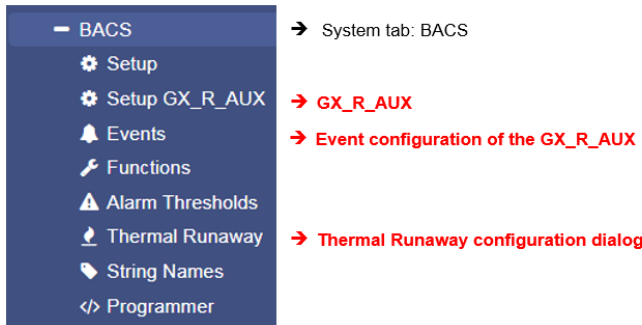 BACS → System tab: BACS
Setup
Setup GX_R_AUX → GX_R_AUX
Events → Event configuration of the GX_R_AUX
Functions
Alarm Thresholds
Thermal Runaway → Thermal Runaway configuration dialog
String Names
</> Programmer